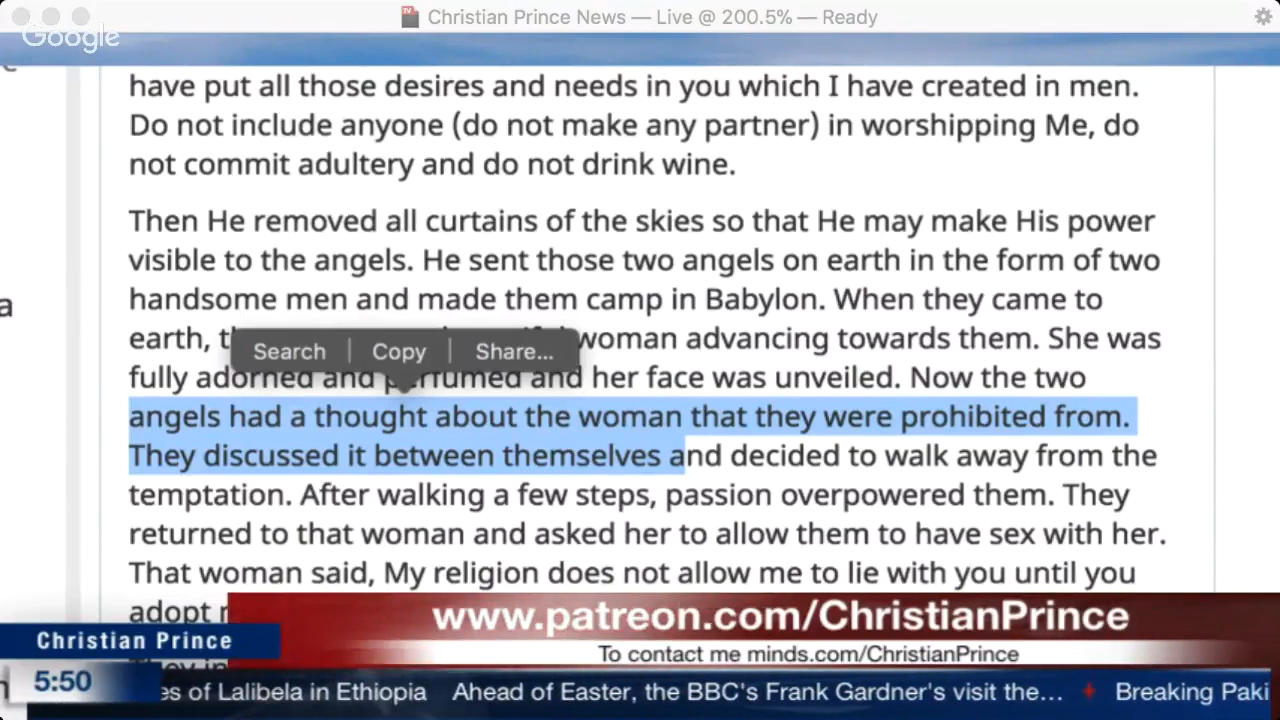 Christian Prince News — Live @ 200.5% — Ready
Google
have put all those desires and needs in you which I have created in men.
Do not include anyone (do not make any partner) in worshipping Me, do
not commit adultery and do not drink wine.
Then He removed all curtains of the skies so that He may make His power
visible to the angels. He sent those two angels on earth in the form of two
handsome men and made them camp in Babylon. When they came to
a
earth, woman advancing towards them. She was
Search | Copy | Share...
fully adorned and perfumed and her face was unveiled. Now the two
angels had a thought about the woman that they were prohibited from.
They discussed it between themselves and decided to walk away from the
temptation. After walking a few steps, passion overpowered them. They
returned to that woman and asked her to allow them to have sex with her.
That woman said, My religion does not allow me to lie with you until you
adopt
www.patreon.com/ChristianPrince
Christian Prince
To contact me minds.com/ChristianPrince
5:50
es of Lalibela in Ethiopia Ahead of Easter, the BBC's Frank Gardner's visit the... Breaking Paki